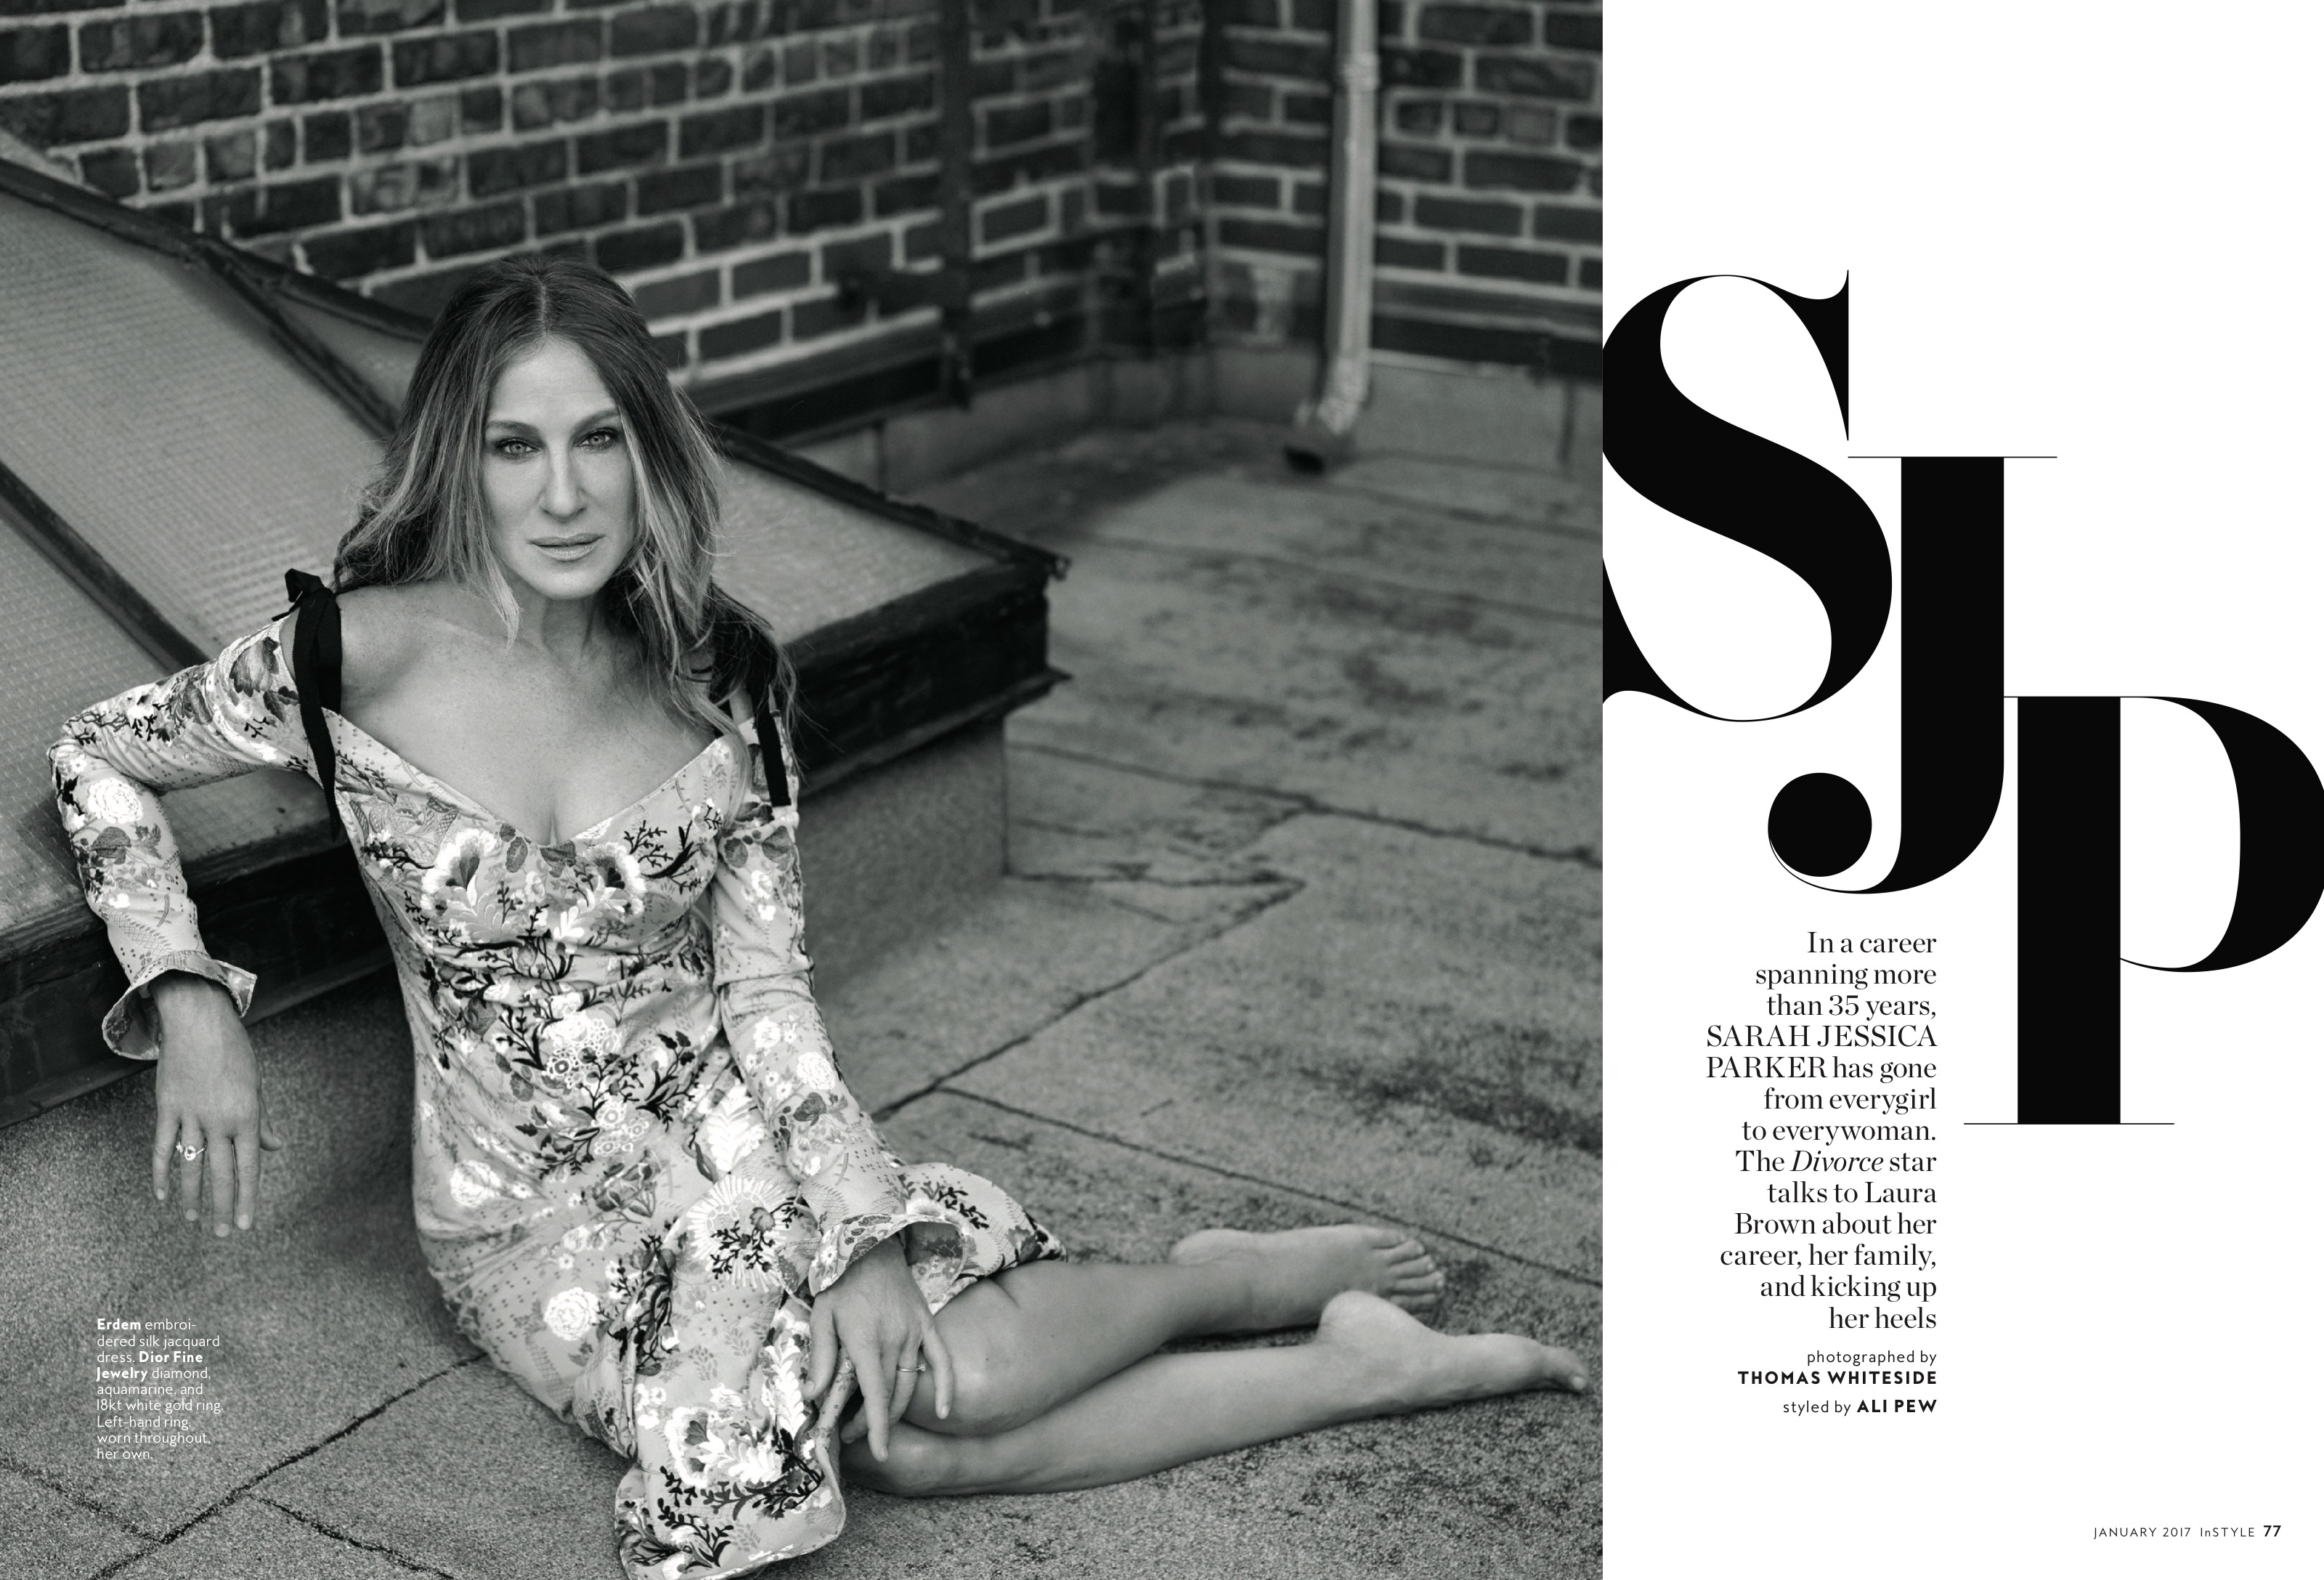 Erdem embroi-
dered silk jacquard
dress. Dior Fine
Jewelry diamond,
aquamarine, and
18kt white gold ring.
Left-hand ring,
worn throughout,
her own.
SJP
In a career
spanning more
than 35 years,
SARAH JESSICA
PARKER has gone
from everygirl
to everywoman.
The Divorce star
talks to Laura
Brown about her
career, her family,
and kicking up
her heels
photographed by
THOMAS WHITESIDE
styled by ALI PEW
JANUARY 2017 InSTYLE 77